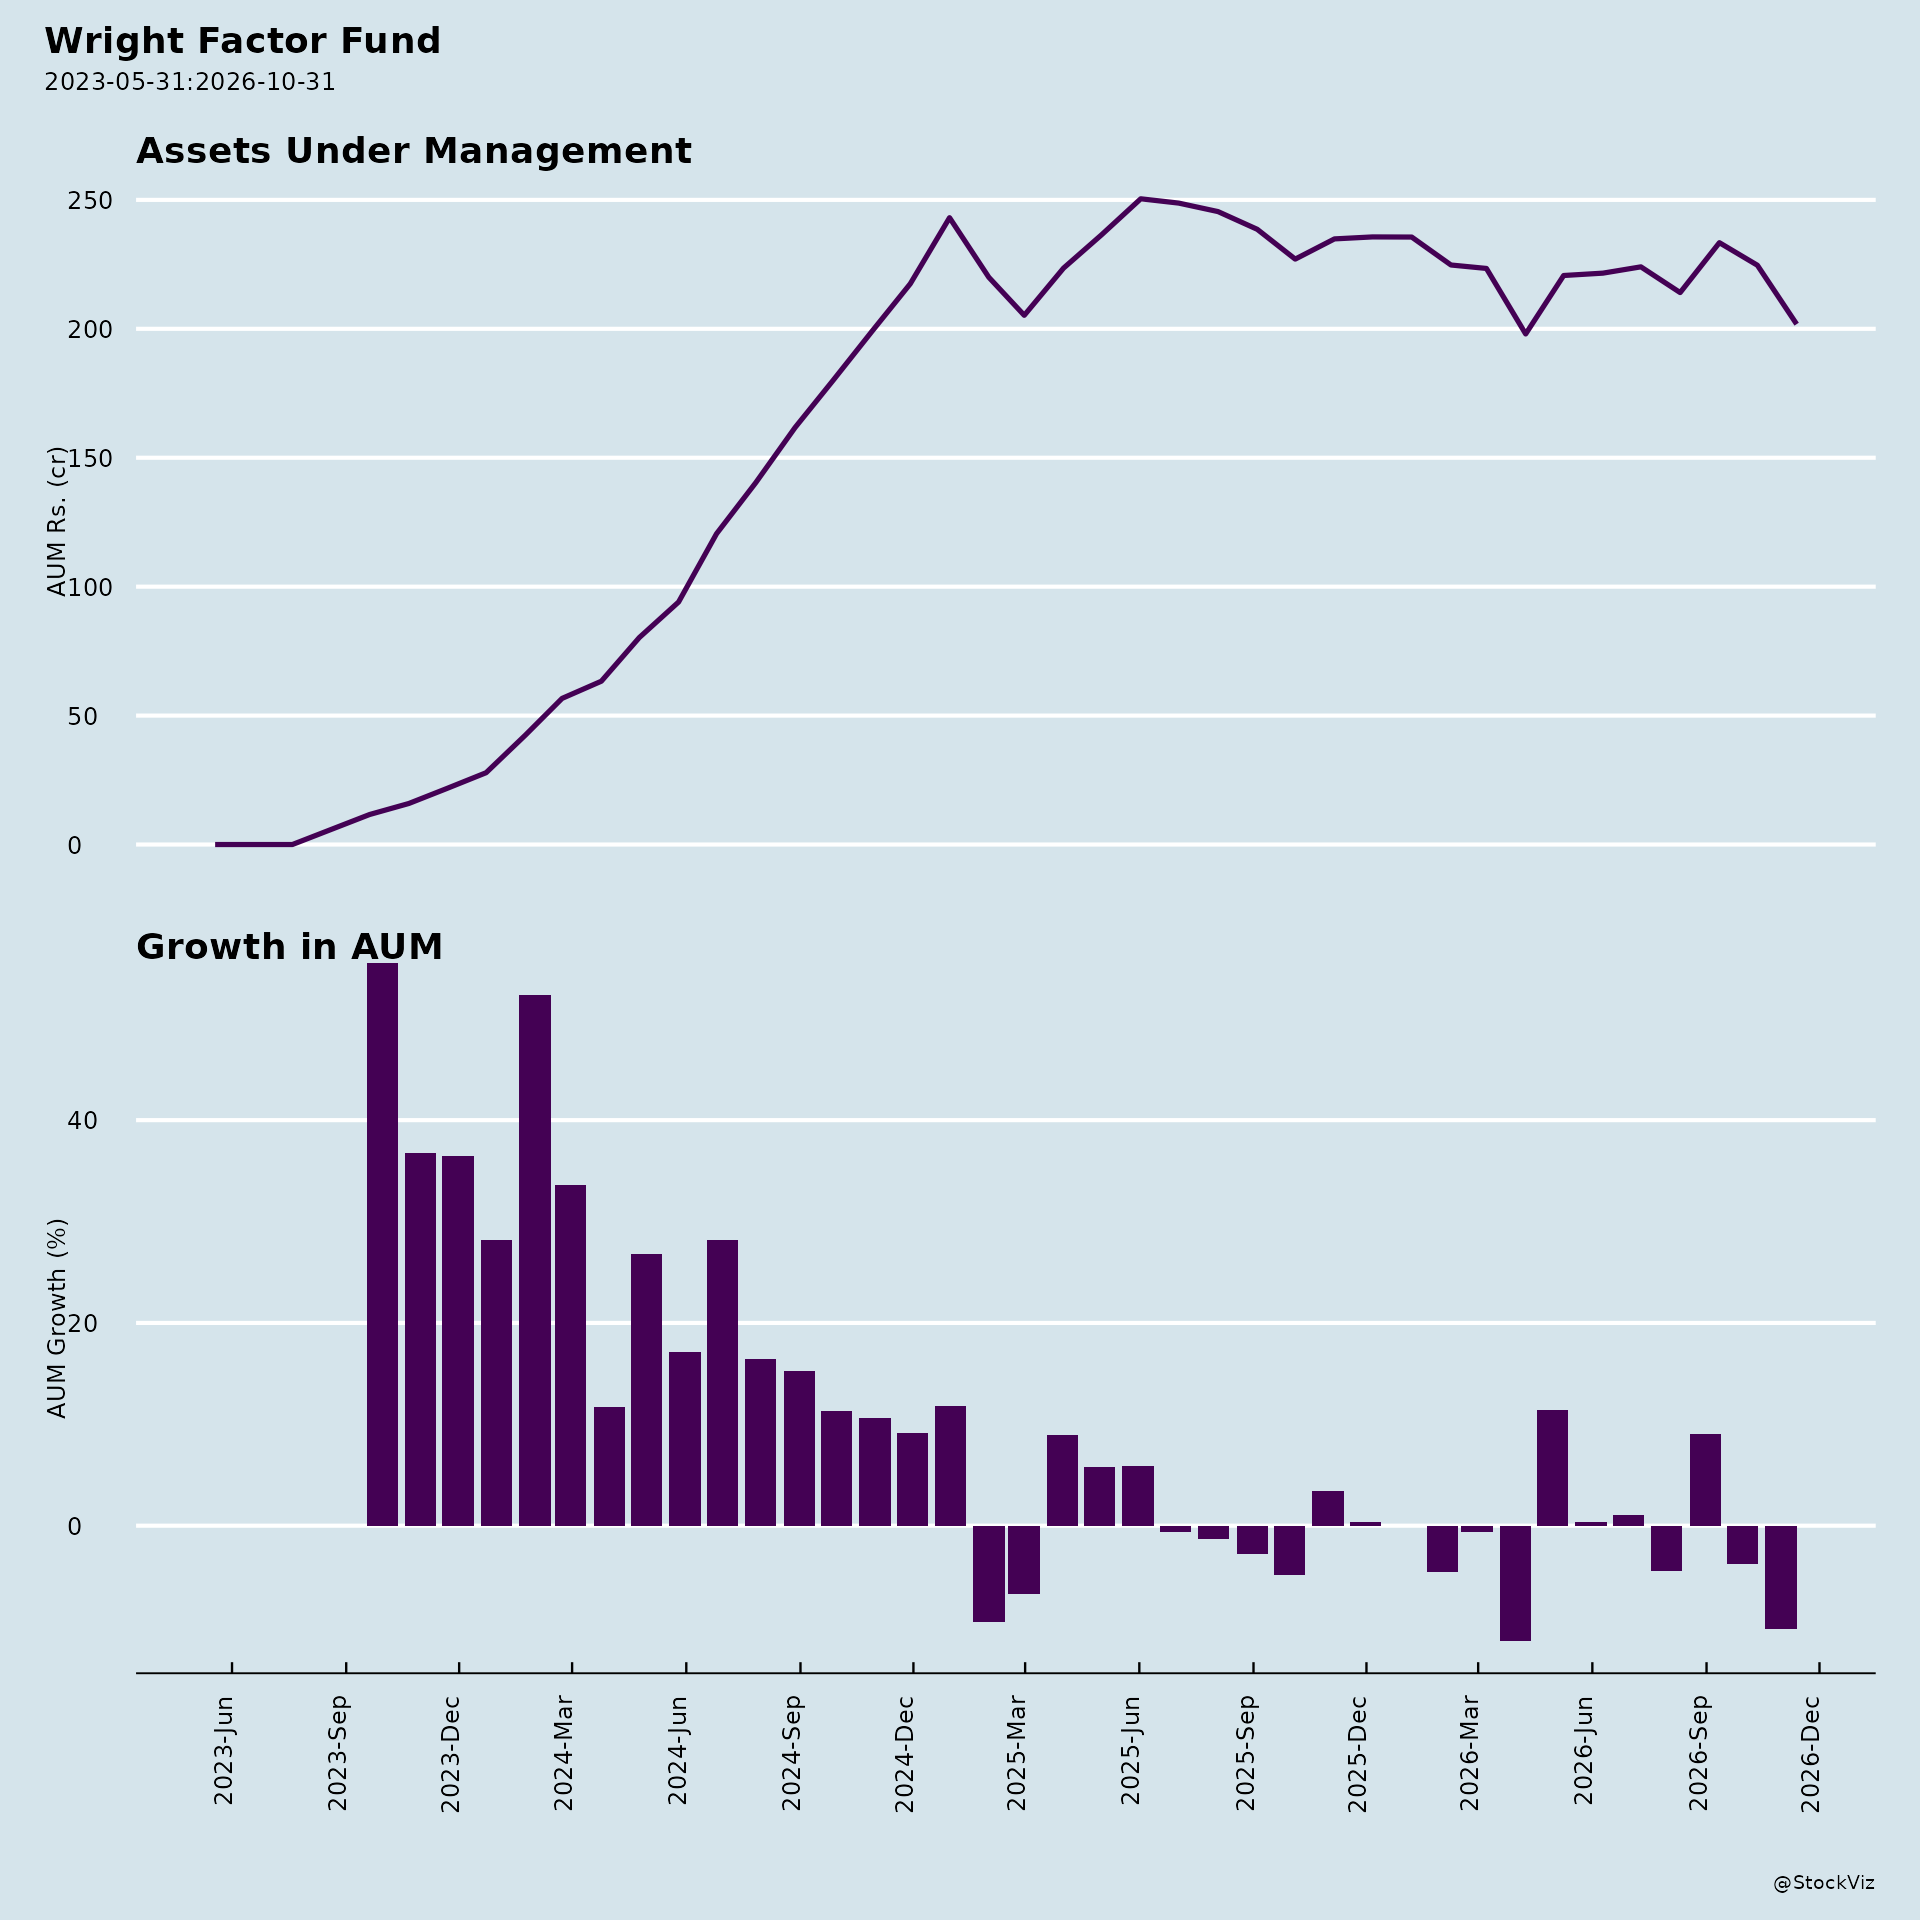 Wright Factor Fund
2023-05-31:2026-10-31
Assets Under Management
250
200
150
100
50
0
AUM Rs. (cr)
Growth in AUM
40
20
0
AUM Growth (%)
2023-Jun
2023-Sep
2023-Dec
2024-Mar
2024-Jun
2024-Sep
2024-Dec
2025-Mar
2025-Jun
2025-Sep
2025-Dec
2026-Mar
2026-Jun
2026-Sep
2026-Dec
@StockViz